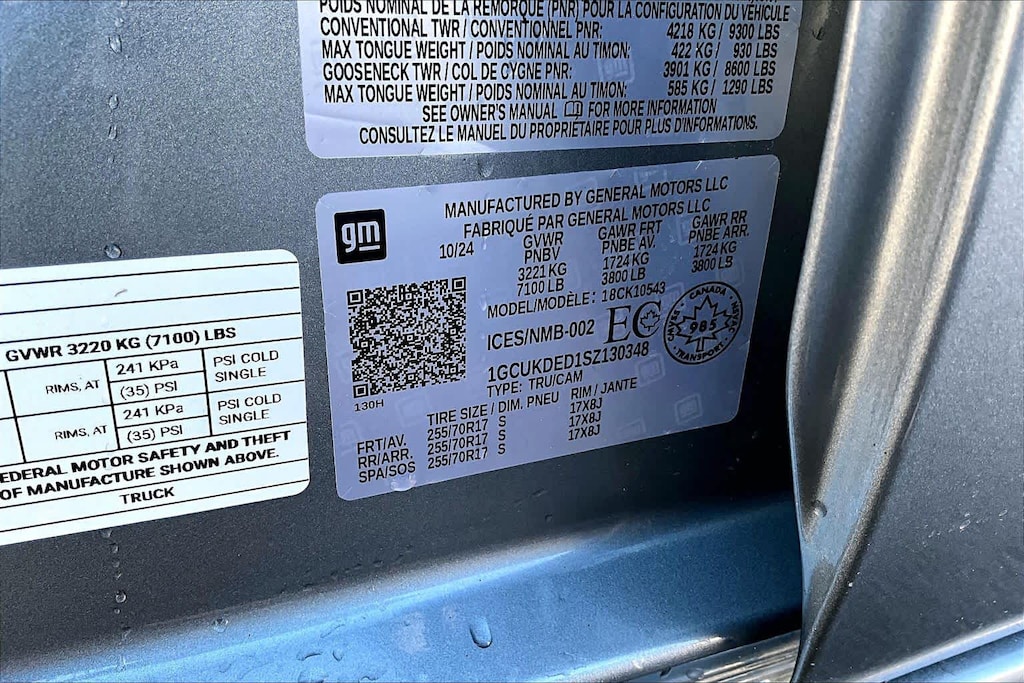 POIDS NOMINAL DE LA REMORQUE (PNR) POUR LA CONFIGURATION DU VÉHICULE
CONVENTIONAL TWR / CONVENTIONNEL PNR: 4218 KG / 9300 LBS
MAX TONGUE WEIGHT / POIDS NOMINAL AU TIMON: 422 KG / 930 LBS
GOOSENECK TWR / COL DE CYGNE PNR: 3901 KG / 8600 LBS
MAX TONGUE WEIGHT / POIDS NOMINAL AU TIMON: 585 KG / 1290 LBS
SEE OWNER'S MANUAL FOR MORE INFORMATION
CONSULTEZ LE MANUEL DU PROPRIÉTAIRE POUR PLUS D'INFORMATIONS.
gm
MANUFACTURED BY GENERAL MOTORS LLC
FABRIQUÉ PAR GENERAL MOTORS LLC
10/24 GVWR GAWR FRT GAWR RR
PNBV PNBE AV. PNBE ARR.
3221 KG 1724 KG 1724 KG
7100 LB 3800 LB 3800 LB
MODEL/MODÈLE: 18CK10543
ICES/NMB-002 EC
CANADA
985
TRANSPORT
1GCUKDED1SZ130348
TYPE: TRU/CAM
130H
TIRE SIZE / DIM. PNEU RIM / JANTE
FRT/AV. 255/70R17 S 17X8J
RR/ARR. 255/70R17 S 17X8J
SPA/SOS 255/70R17 S 17X8J
GVWR 3220 KG (7100) LBS
RIMS, AT 241 KPa PSI COLD
(35) PSI SINGLE
RIMS, AT 241 KPa PSI COLD
(35) PSI SINGLE
EDERAL MOTOR SAFETY AND THEFT
OF MANUFACTURE SHOWN ABOVE.
TRUCK